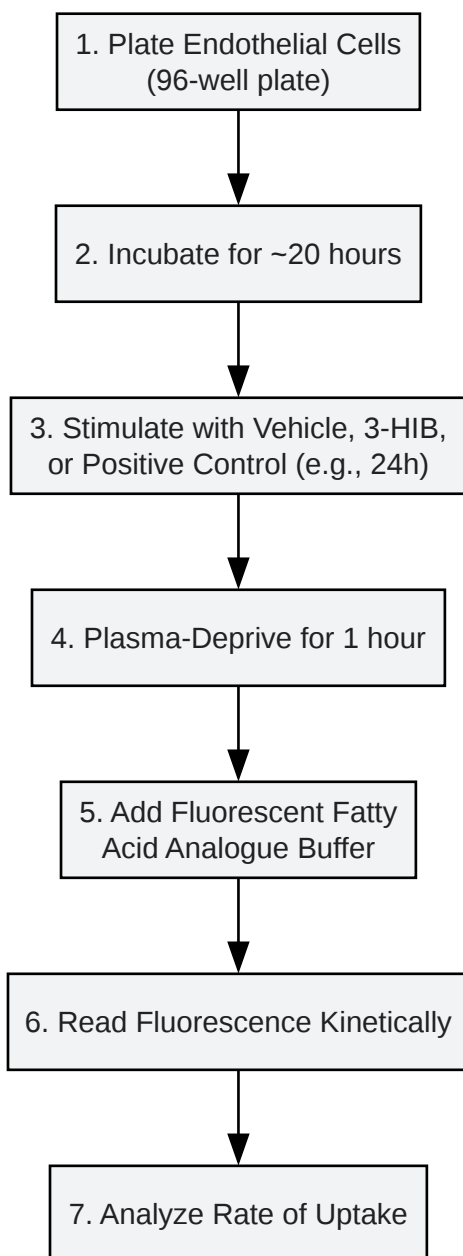 1. Plate Endothelial Cells
(96-well plate)
2. Incubate for ~20 hours
3. Stimulate with Vehicle, 3-HIB,
or Positive Control (e.g., 24h)
4. Plasma-Deprive for 1 hour
5. Add Fluorescent Fatty
Acid Analogue Buffer
6. Read Fluorescence Kinetically
7. Analyze Rate of Uptake